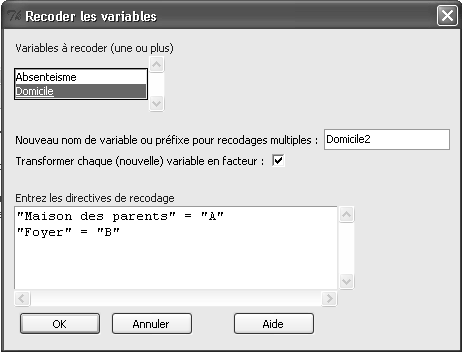 Recoder les variables
Variables à recoder (une ou plus)
Absenteisme
Domicile
Nouveau nom de variable ou préfixe pour recodages multiples : Domicile2
Transformer chaque (nouvelle) variable en facteur :
Entrez les directives de recodage
"Maison des parents" = "A"
"Foyer" = "B"
OK Annuler Aide